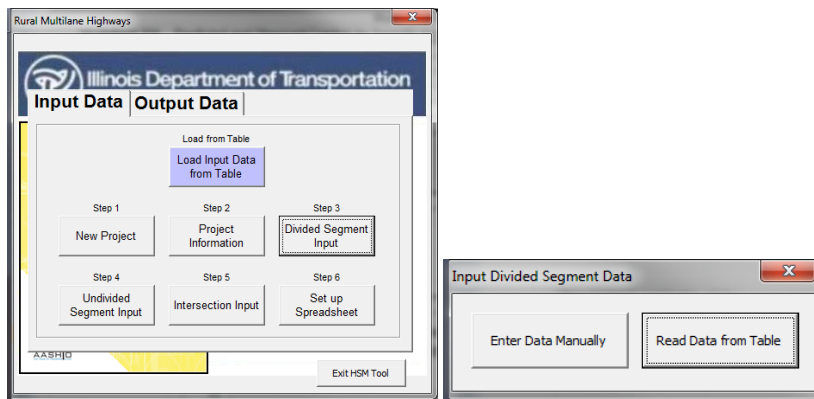 Rural Multilane Highways
x
Illinois Department of Transportation
Input Data
Output Data
Load from Table
Load Input Data
from Table
Step 1
Step 2
Step 3
New Project
Project
Information
Divided Segment
Input
Step 4
Step 5
Step 6
Undivided
Segment Input
Intersection Input
Set up
Spreadsheet
Exit HSM Tool
Input Divided Segment Data
x
Enter Data Manually
Read Data from Table